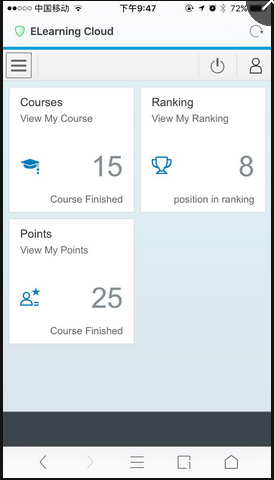 中国移动 下午9:47 72%
ELearning Cloud
Courses
View My Course
15
Course Finished
Ranking
View My Ranking
8
position in ranking
Points
View My Points
25
Course Finished